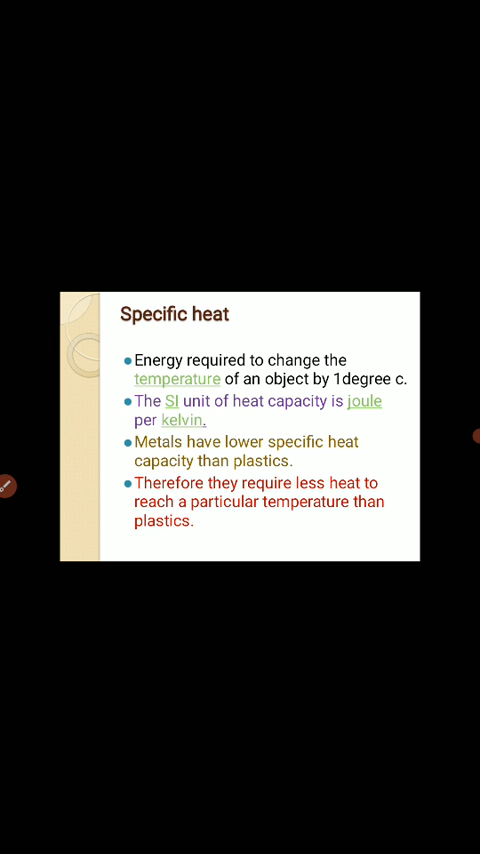 Specific heat
Energy required to change the
temperature of an object by 1degree c.
The SI unit of heat capacity is joule
per kelvin.
Metals have lower specific heat
capacity than plastics.
Therefore they require less heat to
reach a particular temperature than
plastics.